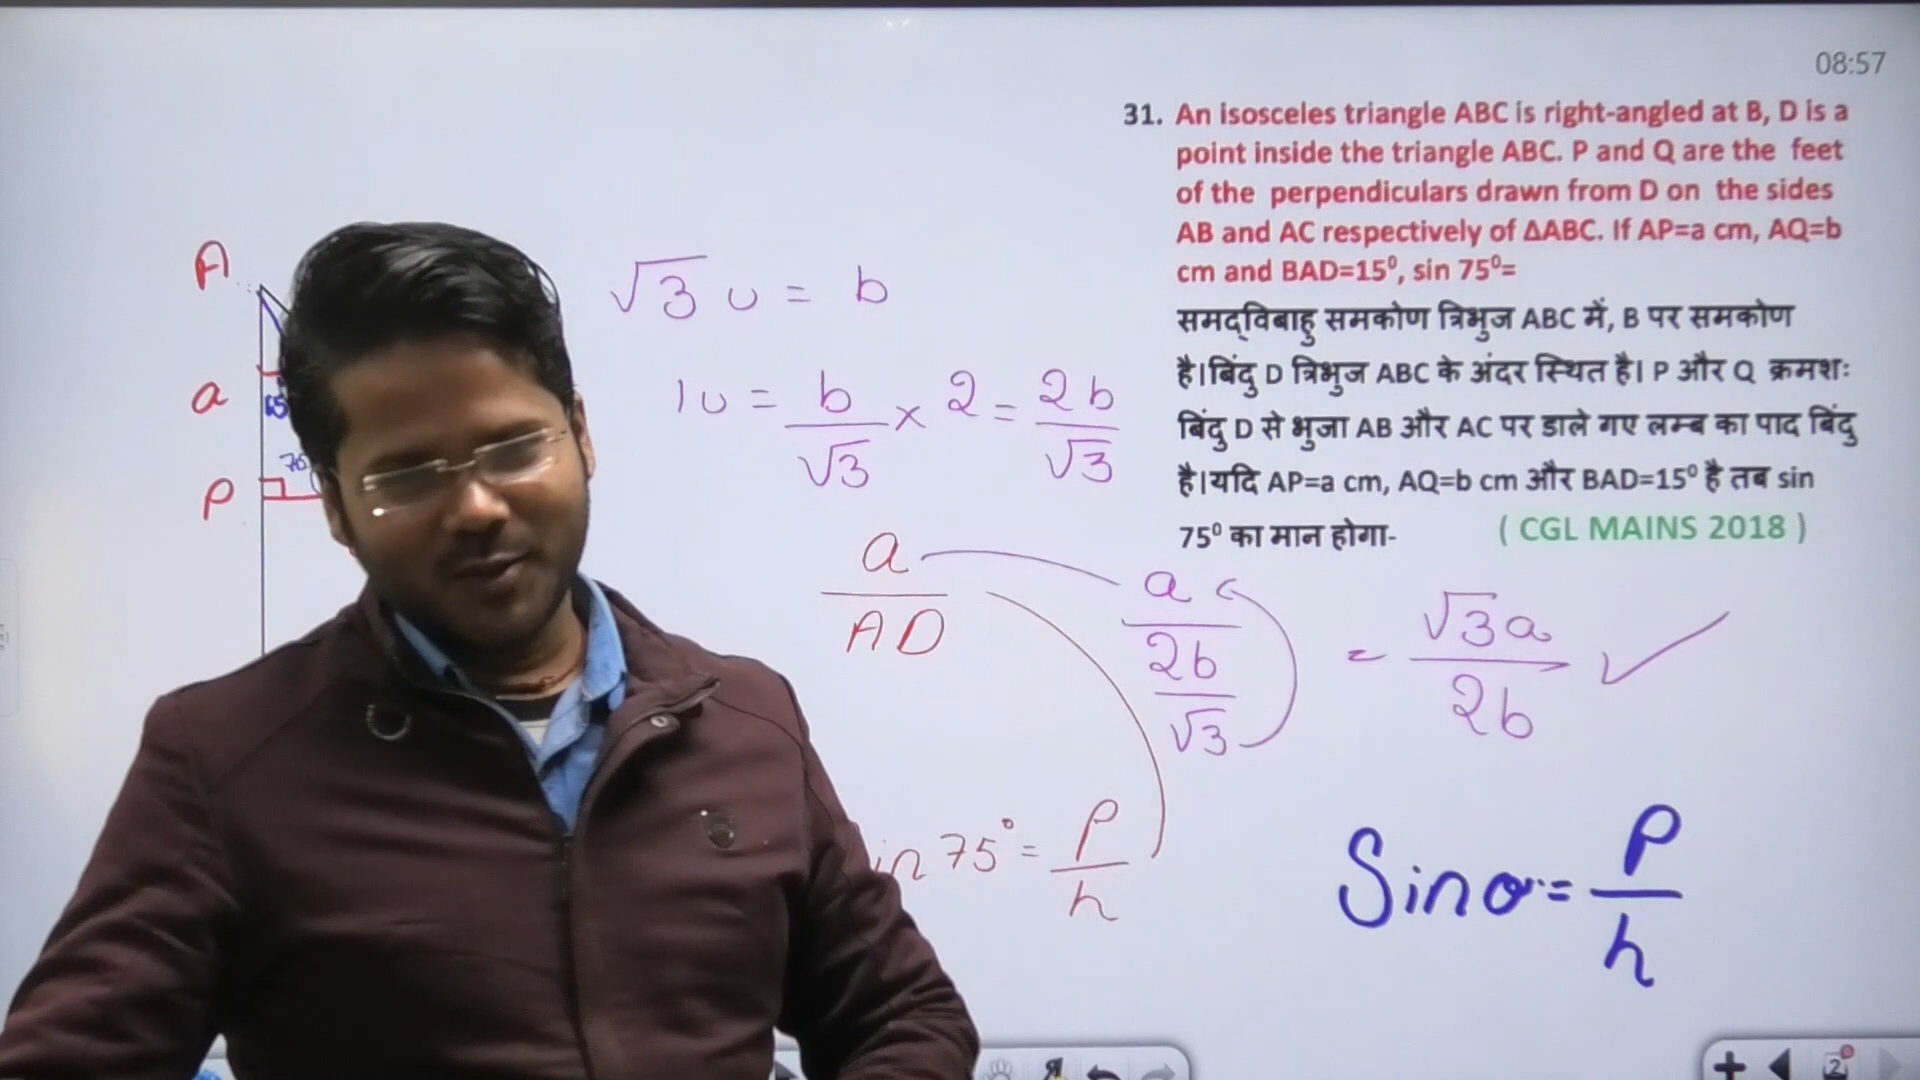 08:57
31. An isosceles triangle ABC is right-angled at B, D is a
point inside the triangle ABC. P and Q are the feet
of the perpendiculars drawn from D on the sides
AB and AC respectively of ΔABC. If AP=a cm, AQ=b
cm and BAD=15⁰, sin 75⁰=
समद्विबाहु समकोण त्रिभुज ABC में, B पर समकोण
है।बिंदु D त्रिभुज ABC के अंदर स्थित है। P और Q क्रमशः
बिंदु D से भुजा AB और AC पर डाले गए लम्ब का पाद बिंदु
है।यदि AP=a cm, AQ=b cm और BAD=15⁰ है तब sin
75⁰ का मान होगा- ( CGL MAINS 2018 )
A
a
P
√3 u = b
1u = b/√3 × 2 = 2b/√3
a/AD
a/(2b/√3) = √3a/2b ✓
in 75° = P/h
Sin θ = P/h
2